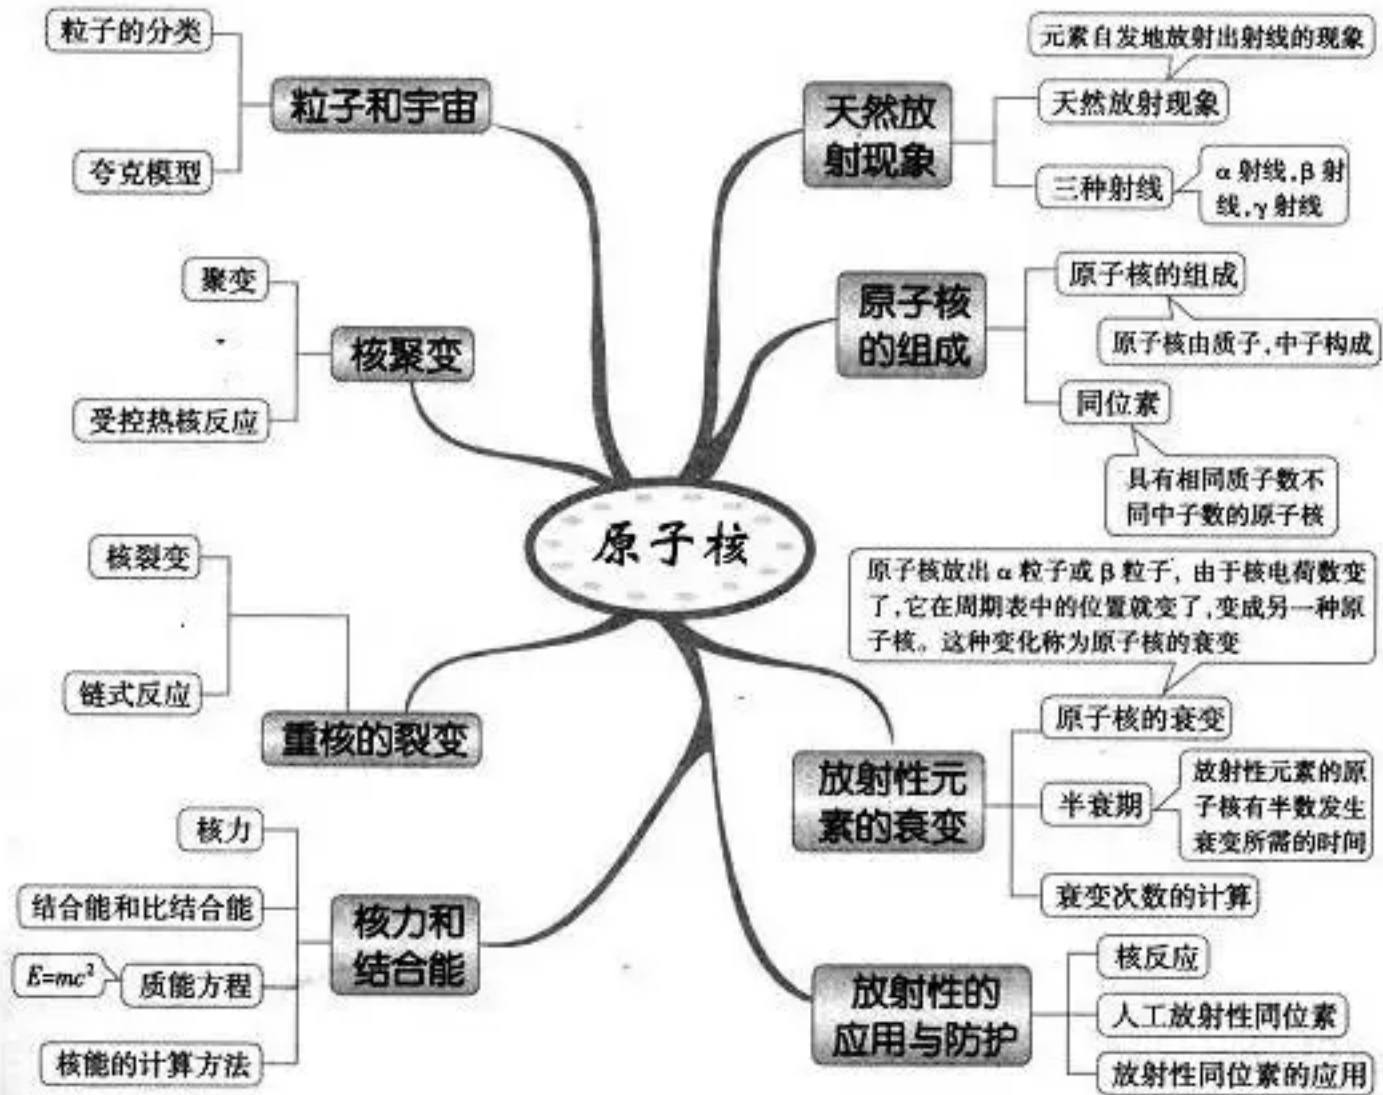 原子核
粒子和宇宙
粒子的分类
夸克模型
核聚变
聚变
受控热核反应
重核的裂变
核裂变
链式反应
核力和
结合能
核力
结合能和比结合能
质能方程
E=mc²
核能的计算方法
天然放
射现象
元素自发地放射出射线的现象
天然放射现象
三种射线
α射线,β射
线,γ射线
原子核
的组成
原子核的组成
原子核由质子,中子构成
同位素
具有相同质子数不
同中子数的原子核
放射性元
素的衰变
原子核放出α粒子或β粒子,由于核电荷数变
了,它在周期表中的位置就变了,变成另一种原
子核。这种变化称为原子核的衰变
原子核的衰变
半衰期
放射性元素的原
子核有半数发生
衰变所需的时间
衰变次数的计算
放射性的
应用与防护
核反应
人工放射性同位素
放射性同位素的应用